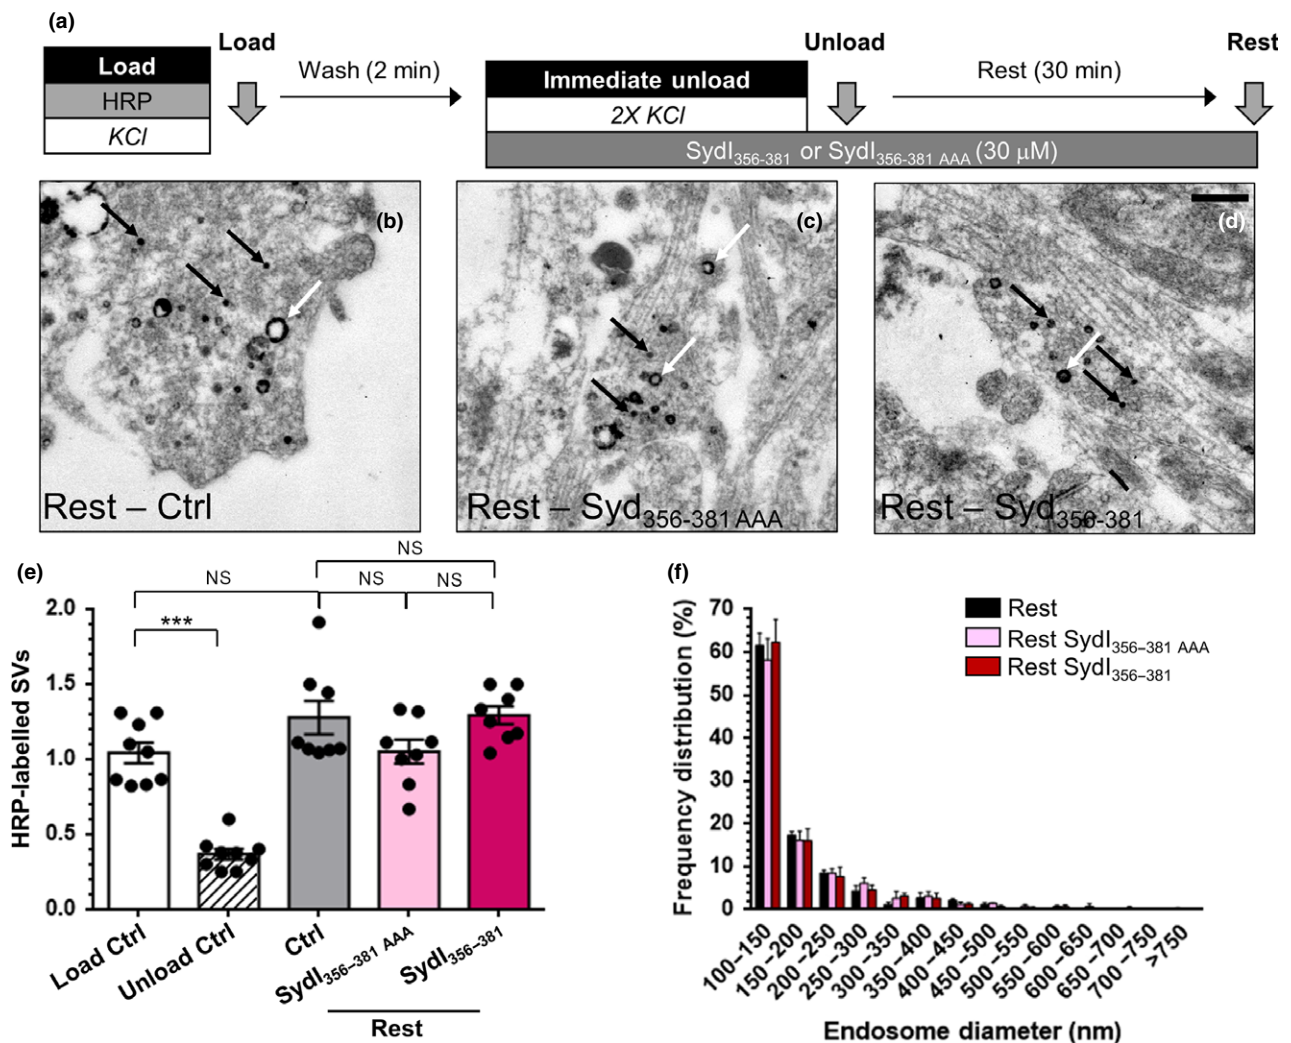 (a)
Load
Unload
Rest
Load
HRP
KCl
Wash (2 min)
Immediate unload
2X KCl
Rest (30 min)
SydI356-381 or SydI356-381 AAA (30 µM)
(b)
(c)
(d)
Rest – Ctrl
Rest – Syd356-381 AAA
Rest – Syd356-381
(e)
NS
NS
NS
NS
***
HRP-labelled SVs
2.0
1.5
1.0
0.5
0.0
Load Ctrl
Unload Ctrl
Ctrl
SydI356–381 AAA
SydI356–381
Rest
(f)
Frequency distribution (%)
70
60
50
40
30
20
10
0
Rest
Rest SydI356–381 AAA
Rest SydI356–381
100–150
150–200
200–250
250–300
300–350
350–400
400–450
450–500
500–550
550–600
600–650
650–700
700–750
>750
Endosome diameter (nm)